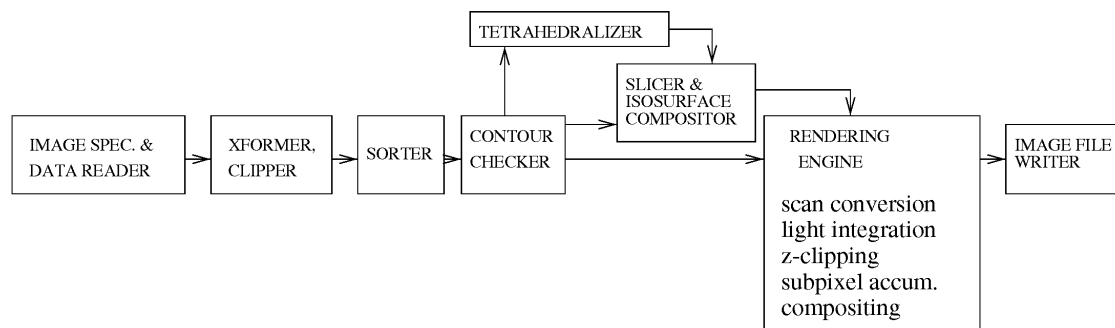 IMAGE SPEC. &
DATA READER
XFORMER,
CLIPPER
SORTER
CONTOUR
CHECKER
TETRAHEDRALIZER
SLICER &
ISOSURFACE
COMPOSITOR
RENDERING
ENGINE
scan conversion
light integration
z-clipping
subpixel accum.
compositing
IMAGE FILE
WRITER